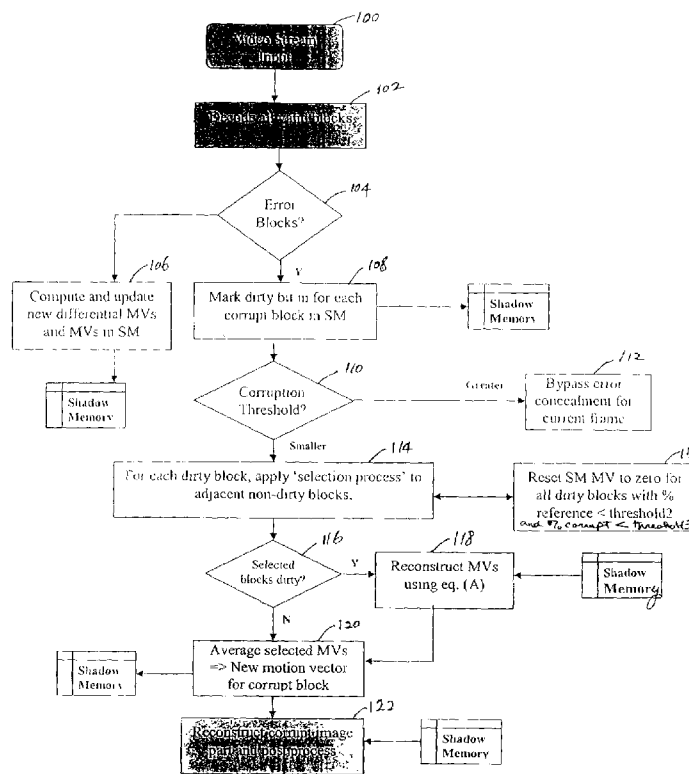 100
Video Stream
Input
102
blocks
104
Error
Blocks?
106
Y
108
Compute and update
new differential MVs
and MVs in SM
Mark dirty bit in for each
corrupt block in SM
Shadow
Memory
Shadow
Memory
110
Corruption
Threshold?
Greater
112
Bypass error
concealment for
current frame
Smaller
114
For each dirty block, apply 'selection process' to
adjacent non-dirty blocks.
Reset SM MV to zero for
all dirty blocks with %
reference < threshold2
and % corrupt < threshold3
116
Selected
blocks dirty?
Y
118
Reconstruct MVs
using eq. (A)
Shadow
Memory
N
120
Average selected MVs
=> New motion vector
for corrupt block
Shadow
Memory
122
Reconstruct corrupt image
part and postprocess
Shadow
Memory